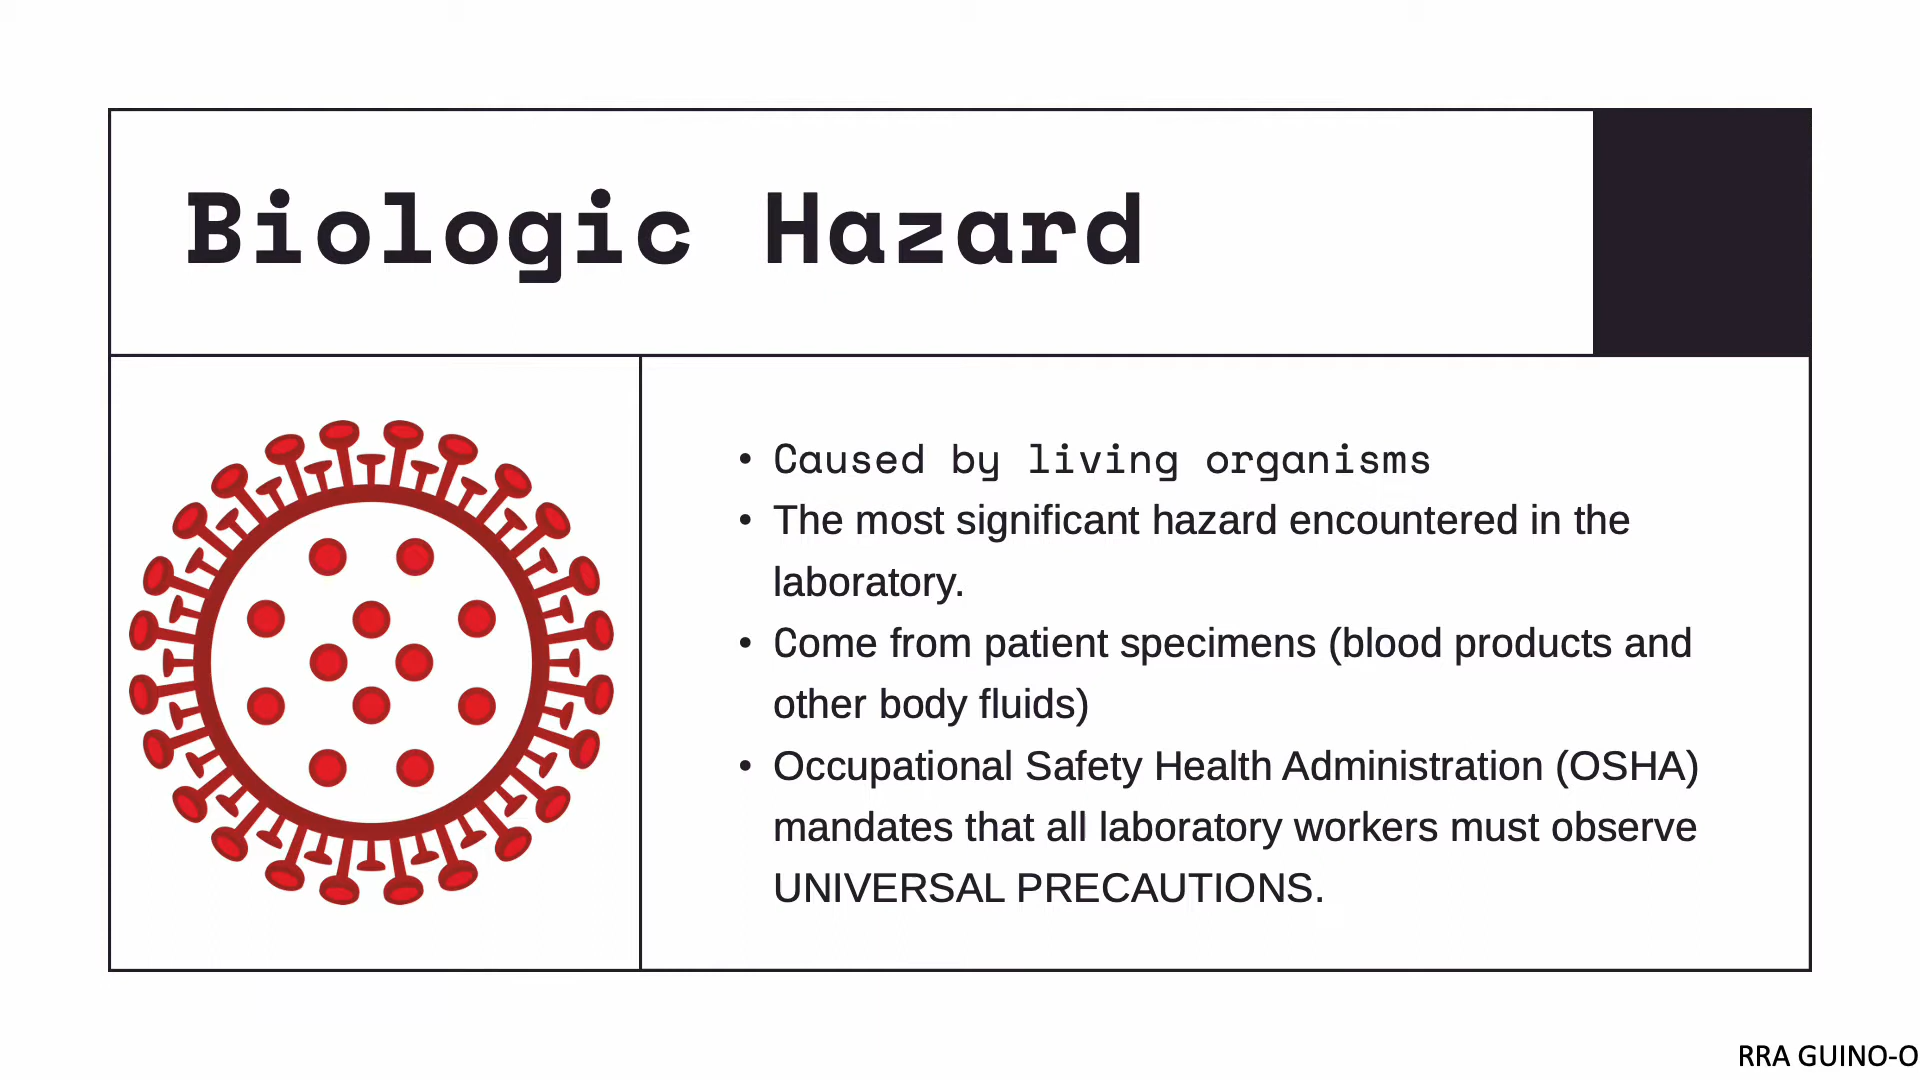 Biologic Hazard
• Caused by living organisms
• The most significant hazard encountered in the
laboratory.
• Come from patient specimens (blood products and
other body fluids)
• Occupational Safety Health Administration (OSHA)
mandates that all laboratory workers must observe
UNIVERSAL PRECAUTIONS.
RRA GUINO-O